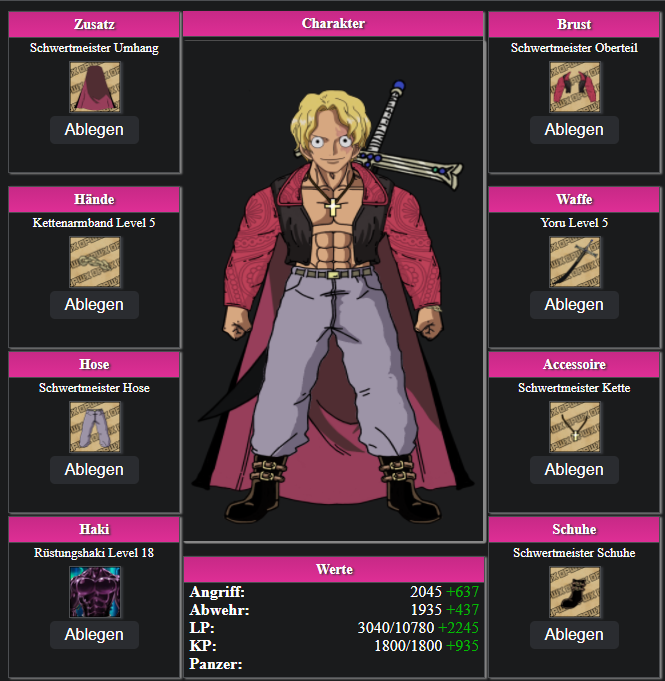 Zusatz
Schwertmeister Umhang
Ablegen
Hände
Kettenarmband Level 5
Ablegen
Hose
Schwertmeister Hose
Ablegen
Haki
Rüstungshaki Level 18
Ablegen
Charakter
Werte
Angriff: 2045 +637
Abwehr: 1935 +437
LP: 3040/10780 +2245
KP: 1800/1800 +935
Panzer:
Brust
Schwertmeister Oberteil
Ablegen
Waffe
Yoru Level 5
Ablegen
Accessoire
Schwertmeister Kette
Ablegen
Schuhe
Schwertmeister Schuhe
Ablegen